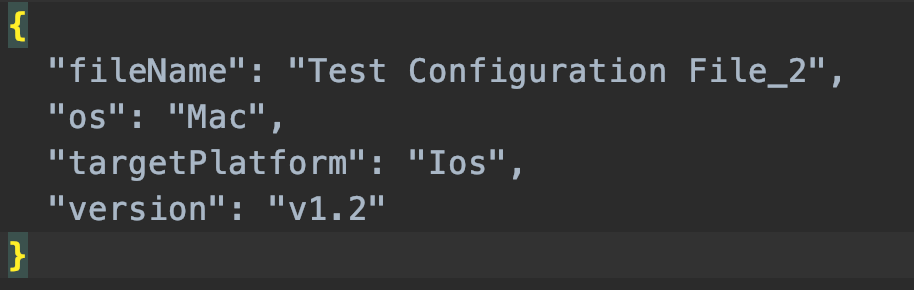 {
  "fileName": "Test Configuration File_2",
  "os": "Mac",
  "targetPlatform": "Ios",
  "version": "v1.2"
}